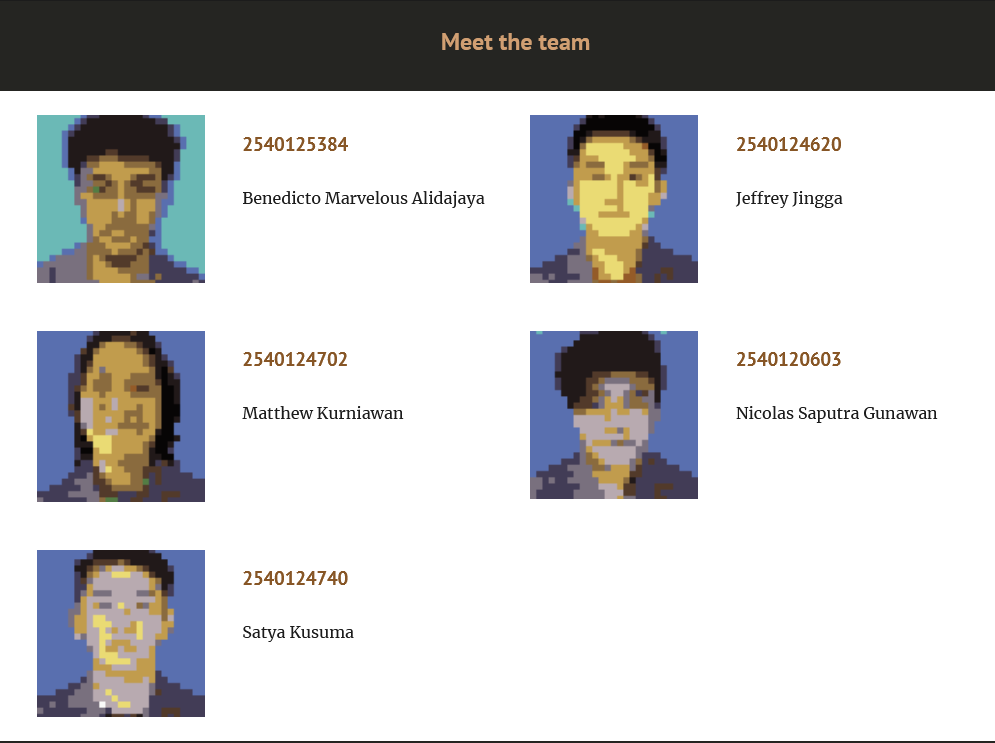 Meet the team
2540125384
Benedicto Marvelous Alidajaya
2540124620
Jeffrey Jingga
2540124702
Matthew Kurniawan
2540120603
Nicolas Saputra Gunawan
2540124740
Satya Kusuma